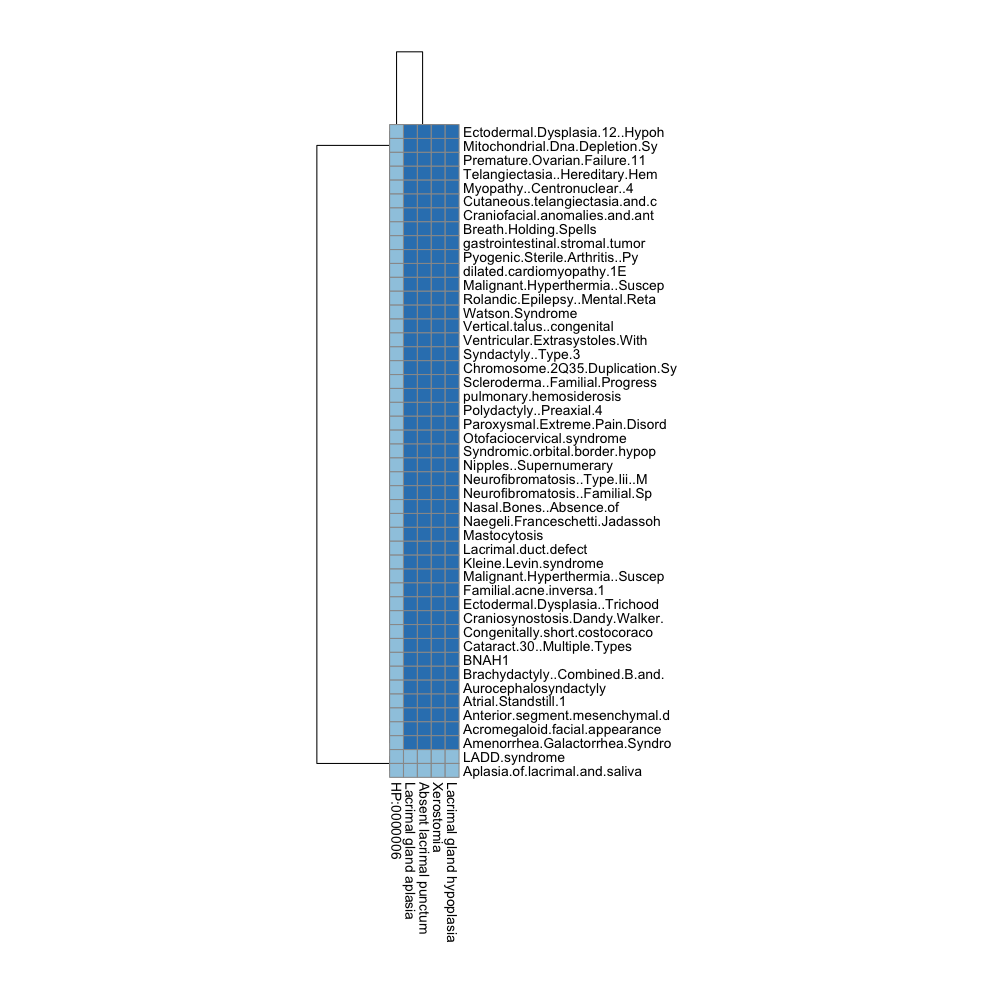 Ectodermal.Dysplasia.12..Hypoh
Mitochondrial.Dna.Depletion.Sy
Premature.Ovarian.Failure.11
Telangiectasia..Hereditary.Hem
Myopathy..Centronuclear..4
Cutaneous.telangiectasia.and.c
Craniofacial.anomalies.and.ant
Breath.Holding.Spells
gastrointestinal.stromal.tumor
Pyogenic.Sterile.Arthritis..Py
dilated.cardiomyopathy.1E
Malignant.Hyperthermia..Suscep
Rolandic.Epilepsy..Mental.Reta
Watson.Syndrome
Vertical.talus..congenital
Ventricular.Extrasystoles.With
Syndactyly..Type.3
Chromosome.2Q35.Duplication.Sy
Scleroderma..Familial.Progress
pulmonary.hemosiderosis
Polydactyly..Preaxial.4
Paroxysmal.Extreme.Pain.Disord
Otofaciocervical.syndrome
Syndromic.orbital.border.hypop
Nipples..Supernumerary
Neurofibromatosis..Type.Iii..M
Neurofibromatosis..Familial.Sp
Nasal.Bones..Absence.of
Naegeli.Franceschetti.Jadassoh
Mastocytosis
Lacrimal.duct.defect
Kleine.Levin.syndrome
Malignant.Hyperthermia..Suscep
Familial.acne.inversa.1
Ectodermal.Dysplasia..Trichood
Craniosynostosis.Dandy.Walker.
Congenitally.short.costocoraco
Cataract.30..Multiple.Types
BNAH1
Brachydactyly..Combined.B.and.
Aurocephalosyndactyly
Atrial.Standstill.1
Anterior.segment.mesenchymal.d
Acromegaloid.facial.appearance
Amenorrhea.Galactorrhea.Syndro
LADD.syndrome
Aplasia.of.lacrimal.and.saliva
HP:0000006
Lacrimal gland aplasia
Absent lacrimal punctum
Xerostomia
Lacrimal gland hypoplasia